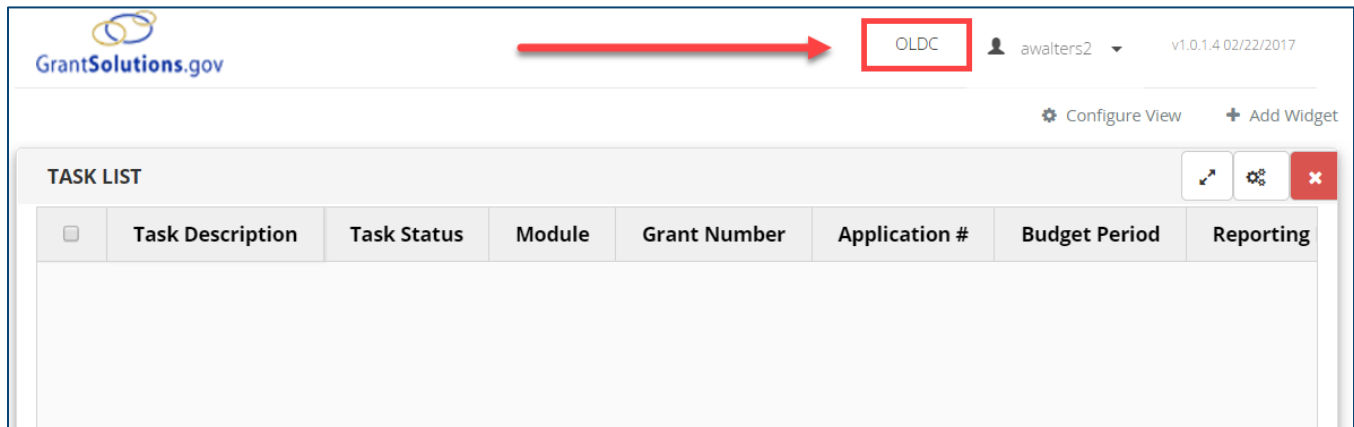 GrantSolutions.gov
OLDC awalters2 v1.0.1.4 02/22/2017
Configure View Add Widget
TASK LIST
Task Description Task Status Module Grant Number Application # Budget Period Reporting